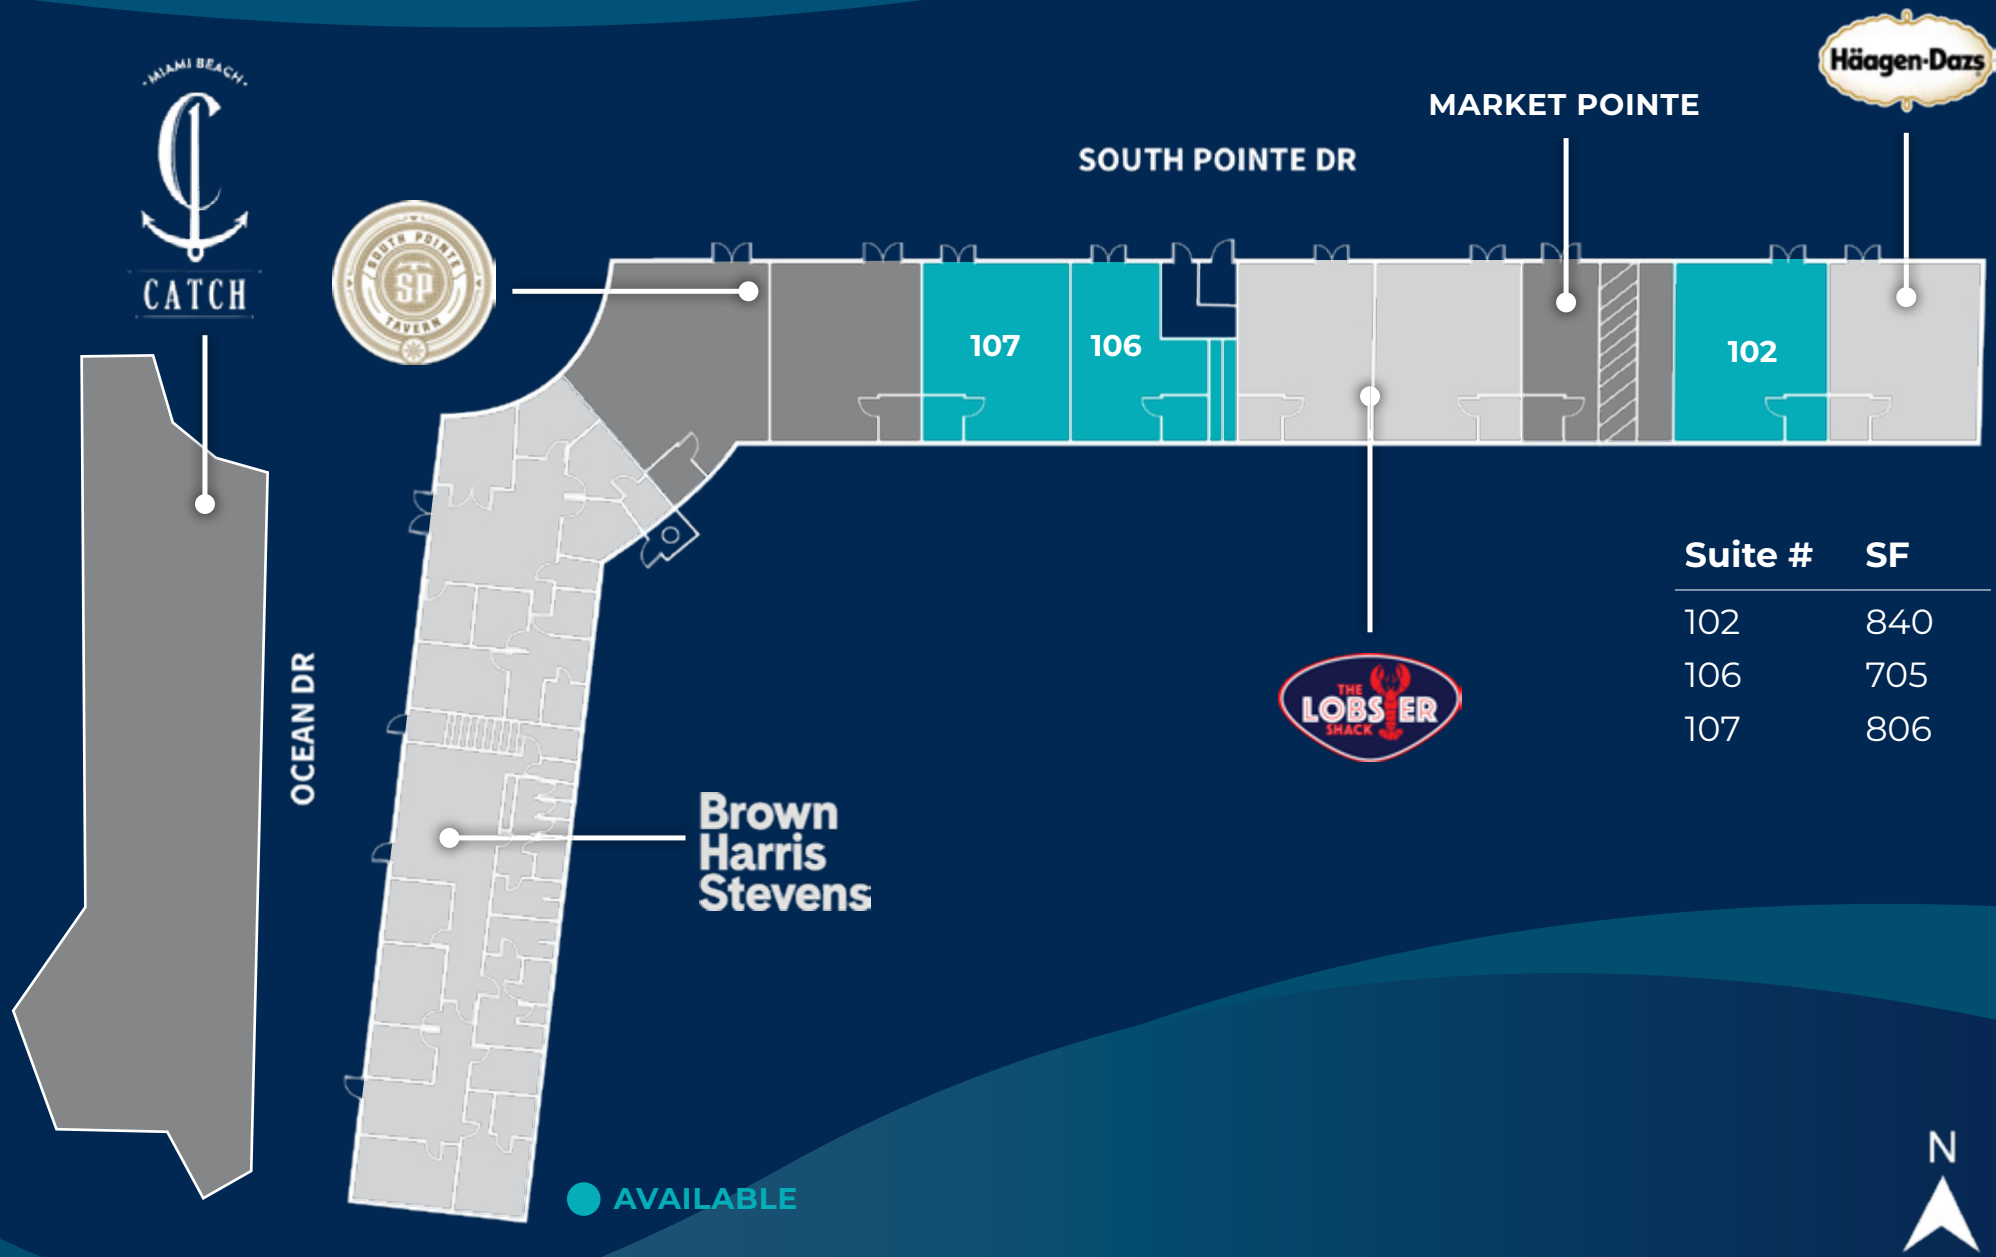 ·MIAMI BEACH·
C
CATCH
SOUTH POINTE
SP
TAVERN
SOUTH POINTE DR
MARKET POINTE
Häagen-Dazs
107
106
102
Suite # SF
102 840
106 705
107 806
OCEAN DR
THE
LOBSTER
SHACK
Brown
Harris
Stevens
AVAILABLE
N